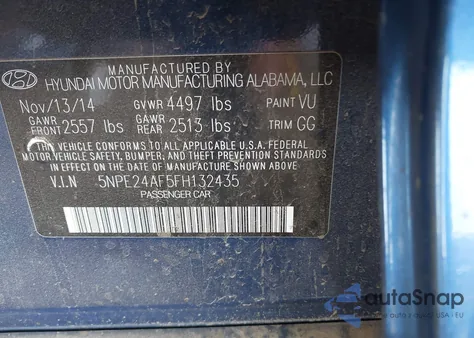 MANUFACTURED BY
HYUNDAI MOTOR MANUFACTURING ALABAMA, LLC
Nov/13/14 GVWR 4497 lbs PAINT VU
GAWR FRONT 2557 lbs GAWR REAR 2513 lbs TRIM GG
THIS VEHICLE CONFORMS TO ALL APPLICABLE U.S. FEDERAL
MOTOR VEHICLE SAFETY, BUMPER, AND THEFT PREVENTION
STANDARDS IN EFFECT ON THE DATE OF MANUFACTURE SHOWN ABOVE.
V.I.N 5NPE24AF5FH132435
PASSENGER CAR
autoSnap